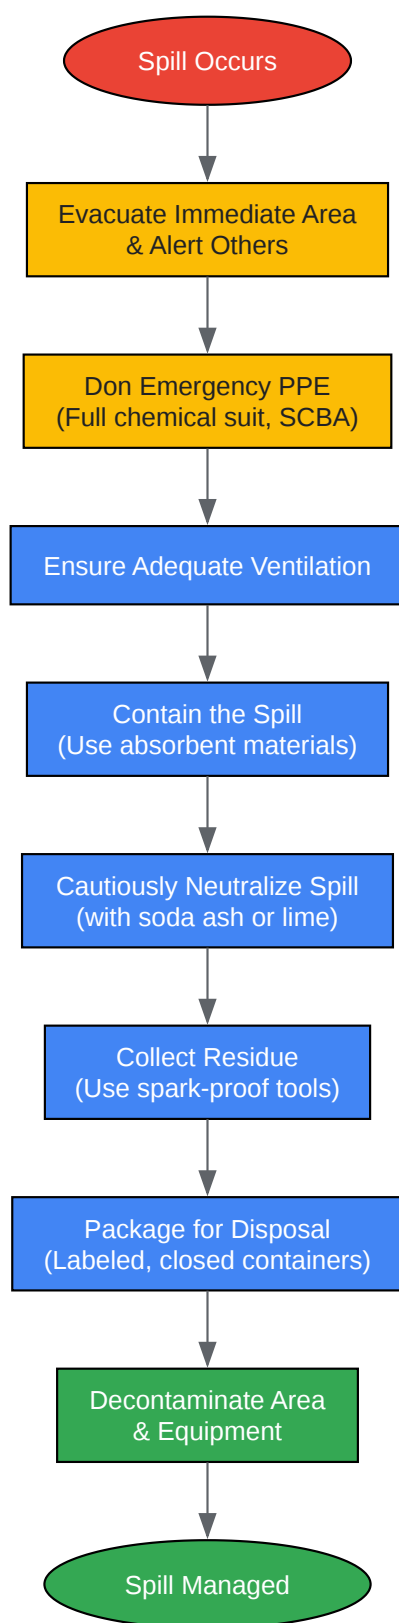 Spill Occurs
Evacuate Immediate Area
& Alert Others
Don Emergency PPE
(Full chemical suit, SCBA)
Ensure Adequate Ventilation
Contain the Spill
(Use absorbent materials)
Cautiously Neutralize Spill
(with soda ash or lime)
Collect Residue
(Use spark-proof tools)
Package for Disposal
(Labeled, closed containers)
Decontaminate Area
& Equipment
Spill Managed